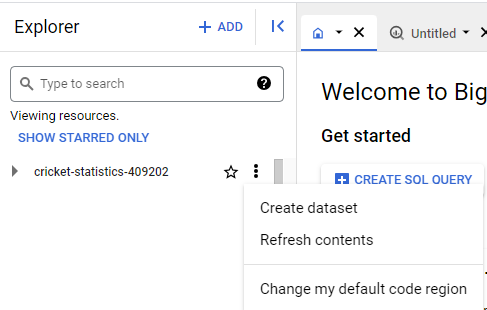 Explorer
+ ADD
Untitled
Type to search
Viewing resources.
SHOW STARRED ONLY
cricket-statistics-409202
Welcome to Big
Get started
CREATE SQL QUERY
Create dataset
Refresh contents
Change my default code region